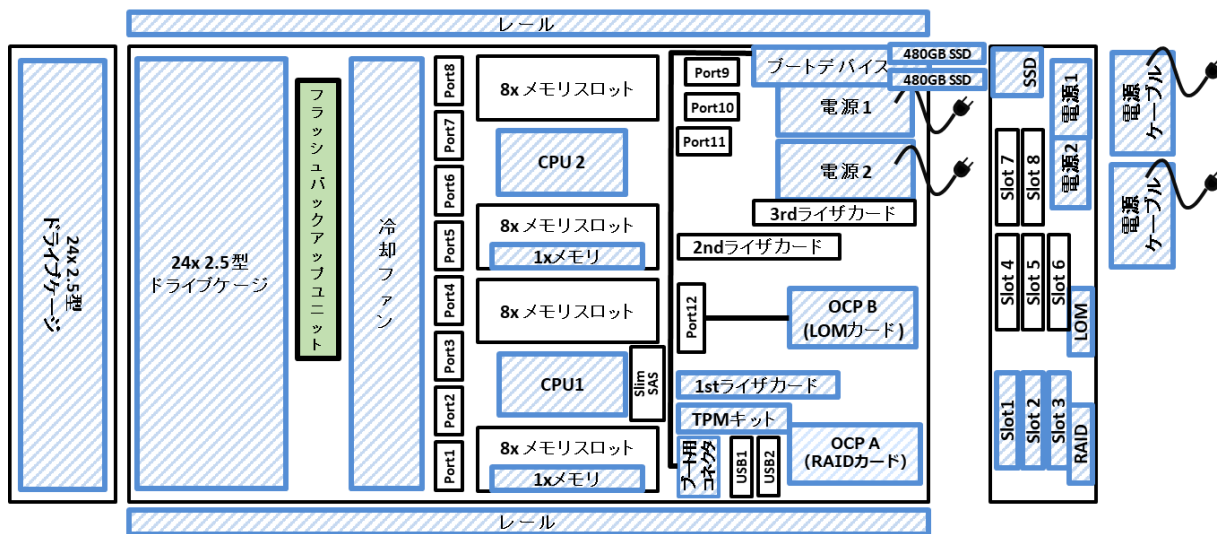 レール
24x 2.5型
ドライブケージ
24x 2.5型
ドライブケージ
フラッシュバックアップユニット
冷却ファン
Port8
Port7
Port6
Port5
Port4
Port3
Port2
Port1
8x メモリスロット
CPU 2
8x メモリスロット
1xメモリ
8x メモリスロット
CPU1
Slim
SAS
8x メモリスロット
1xメモリ
Port9
Port10
Port11
ブートデバイス
480GB SSD
480GB SSD
電源1
電源2
3rdライザカード
2ndライザカード
Port12
OCP B
(LOMカード)
1stライザカード
TPMキット
OCP A
(RAIDカード)
ブート用
コネクタ
USB1
USB2
SSD
電源1
電源2
Slot 7
Slot 8
Slot 4
Slot 5
Slot 6
LOM
Slot1
Slot 2
Slot 3
RAID
電源
ケーブル
電源
ケーブル
レール